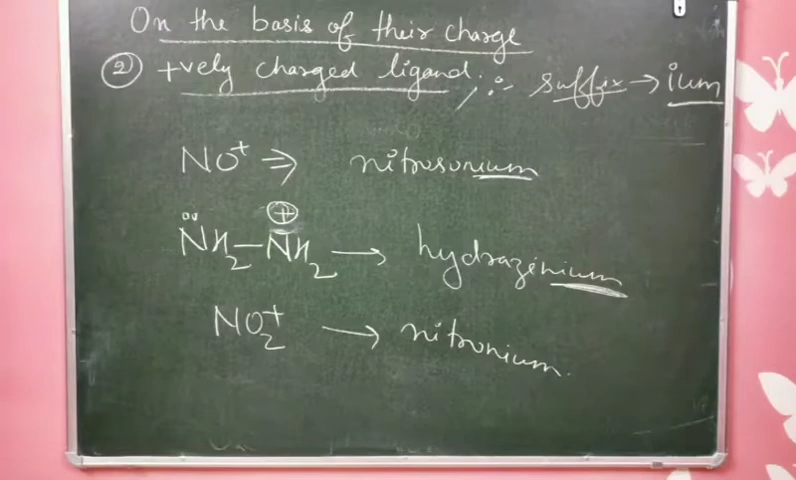 On the basis of their charge
② +vely charged ligand :- suffix → ium
NO⁺ ⇒ nitrosonium
N̈H₂–N⊕H₂ → hydrazinium
NO₂⁺ → nitronium.